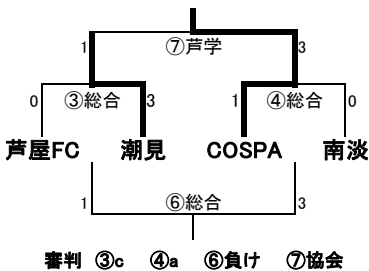 1 ⑦芦学 3
0 ③総合 3 1 ④総合 0
芦屋FC 潮見 COSPA 南淡
1 ⑥総合 3
審判 ③c ④a ⑥負け ⑦協会